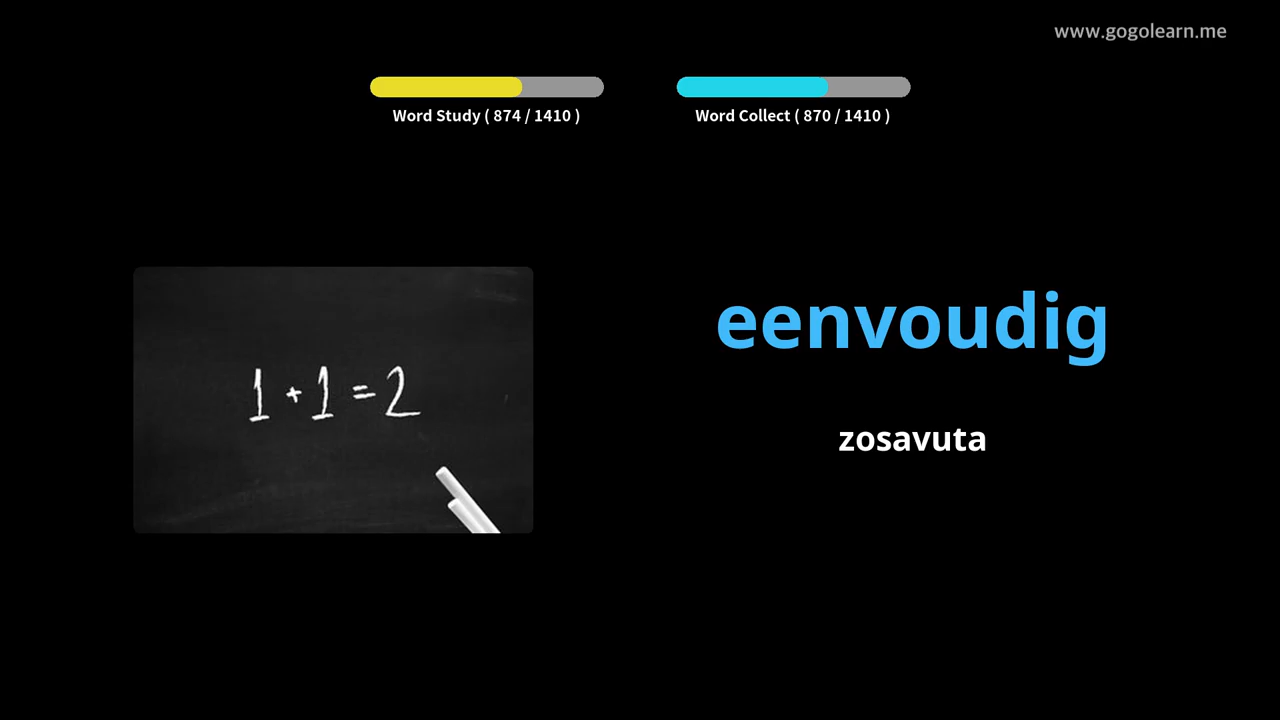 www.gogolearn.me
Word Study ( 874 / 1410 )
Word Collect ( 870 / 1410 )
1 + 1 = 2
eenvoudig
zosavuta